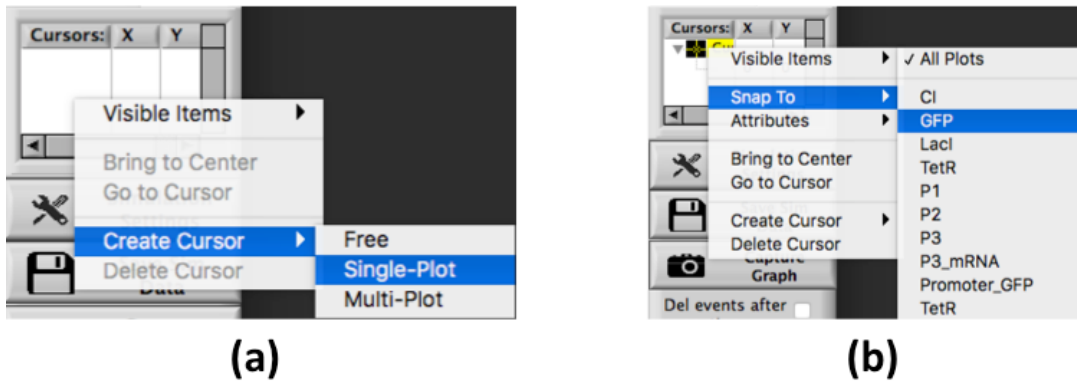 Cursors: X Y
Visible Items
Bring to Center
Go to Cursor
Settings
Create Cursor
Delete Cursor
Data
Free
Single-Plot
Multi-Plot
(a)
Cursors: X Y
Visible Items
Snap To
Attributes
Bring to Center
Go to Cursor
Create Cursor
Delete Cursor
Capture
Graph
Del events after
✓ All Plots
CI
GFP
LacI
TetR
P1
P2
P3
P3_mRNA
Promoter_GFP
TetR
(b)